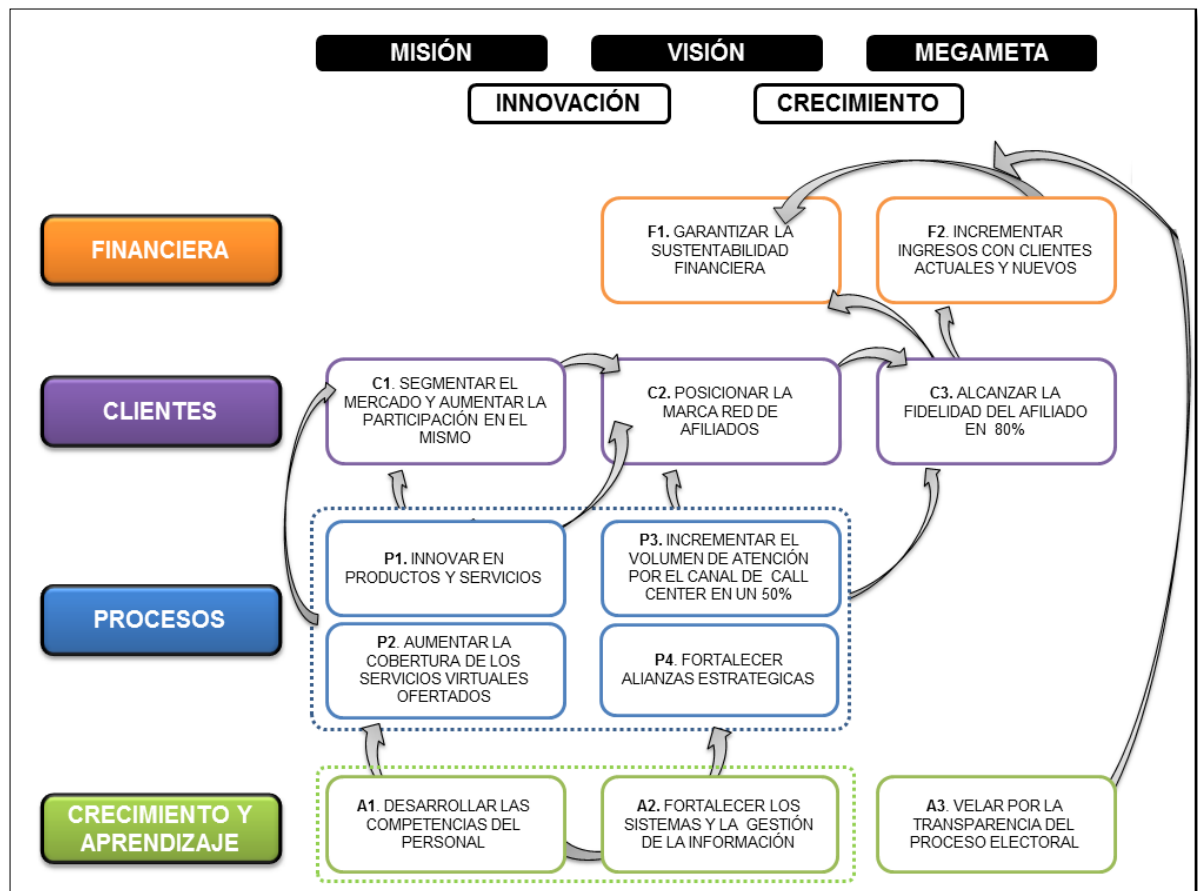 MISIÓN
VISIÓN
MEGAMETA
INNOVACIÓN
CRECIMIENTO
FINANCIERA
F1. GARANTIZAR LA
SUSTENTABILIDAD
FINANCIERA
F2. INCREMENTAR
INGRESOS CON CLIENTES
ACTUALES Y NUEVOS
CLIENTES
C1. SEGMENTAR EL
MERCADO Y AUMENTAR LA
PARTICIPACIÓN EN EL
MISMO
C2. POSICIONAR LA
MARCA RED DE
AFILIADOS
C3. ALCANZAR LA
FIDELIDAD DEL AFILIADO
EN 80%
PROCESOS
P1. INNOVAR EN
PRODUCTOS Y SERVICIOS
P3. INCREMENTAR EL
VOLUMEN DE ATENCIÓN
POR EL CANAL DE CALL
CENTER EN UN 50%
P2. AUMENTAR LA
COBERTURA DE LOS
SERVICIOS VIRTUALES
OFERTADOS
P4. FORTALECER
ALIANZAS ESTRATEGICAS
CRECIMIENTO Y
APRENDIZAJE
A1. DESARROLLAR LAS
COMPETENCIAS DEL
PERSONAL
A2. FORTALECER LOS
SISTEMAS Y LA GESTIÓN
DE LA INFORMACIÓN
A3. VELAR POR LA
TRANSPARENCIA DEL
PROCESO ELECTORAL